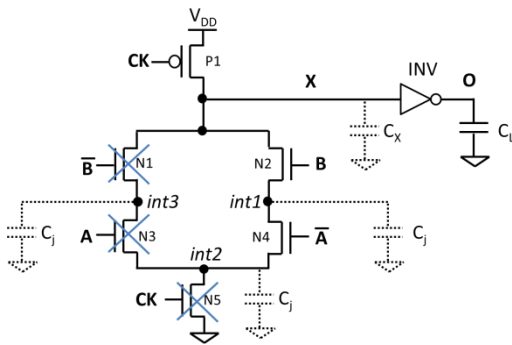 V_DD
CK P1
INV
X
O
C_X
C_L
B̅ N1 N2 B
int3 int1
C_j A N3 N4 A̅ C_j
int2
CK N5 C_j